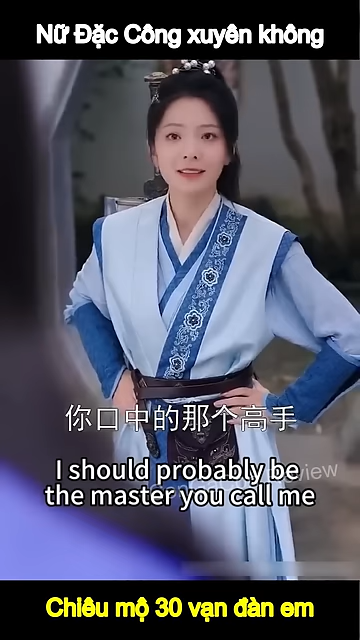 Nữ Đặc Công xuyên không
你口中的那个高手
I should probably be
the master you call me
Chiêu mộ 30 vạn đàn em